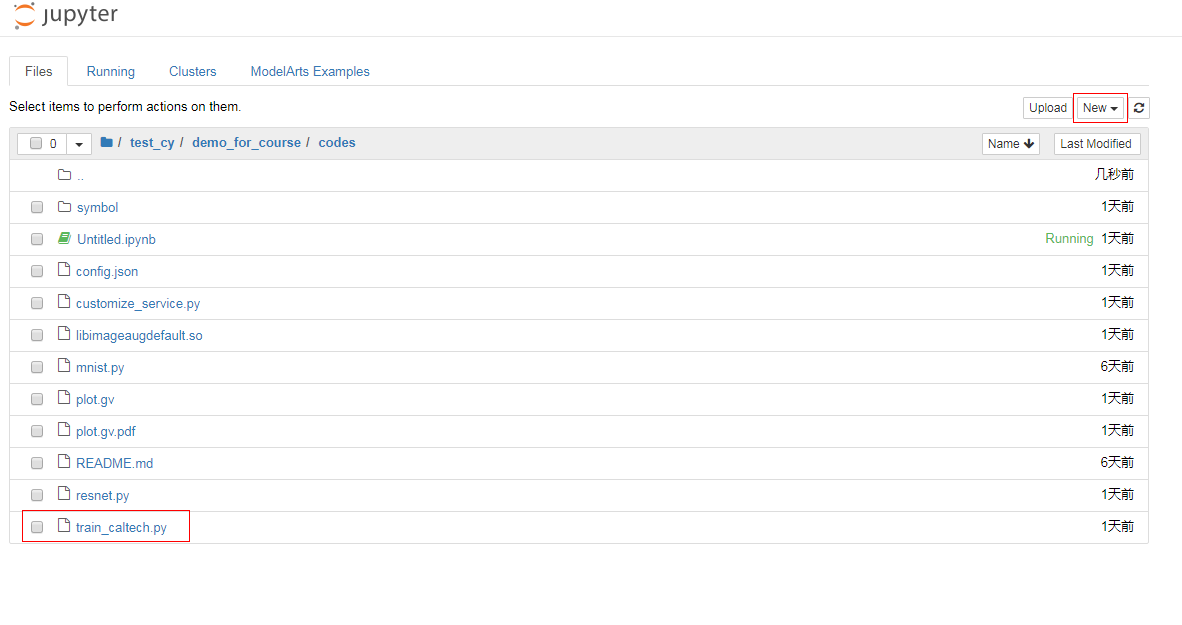 jupyter
Files Running Clusters ModelArts Examples
Select items to perform actions on them.
Upload New
0 / test_cy / demo_for_course / codes Name Last Modified
.. 几秒前
symbol 1天前
Untitled.ipynb Running 1天前
config.json 1天前
customize_service.py 1天前
libimageaugdefault.so 1天前
mnist.py 6天前
plot.gv 1天前
plot.gv.pdf 1天前
README.md 6天前
resnet.py 1天前
train_caltech.py 1天前